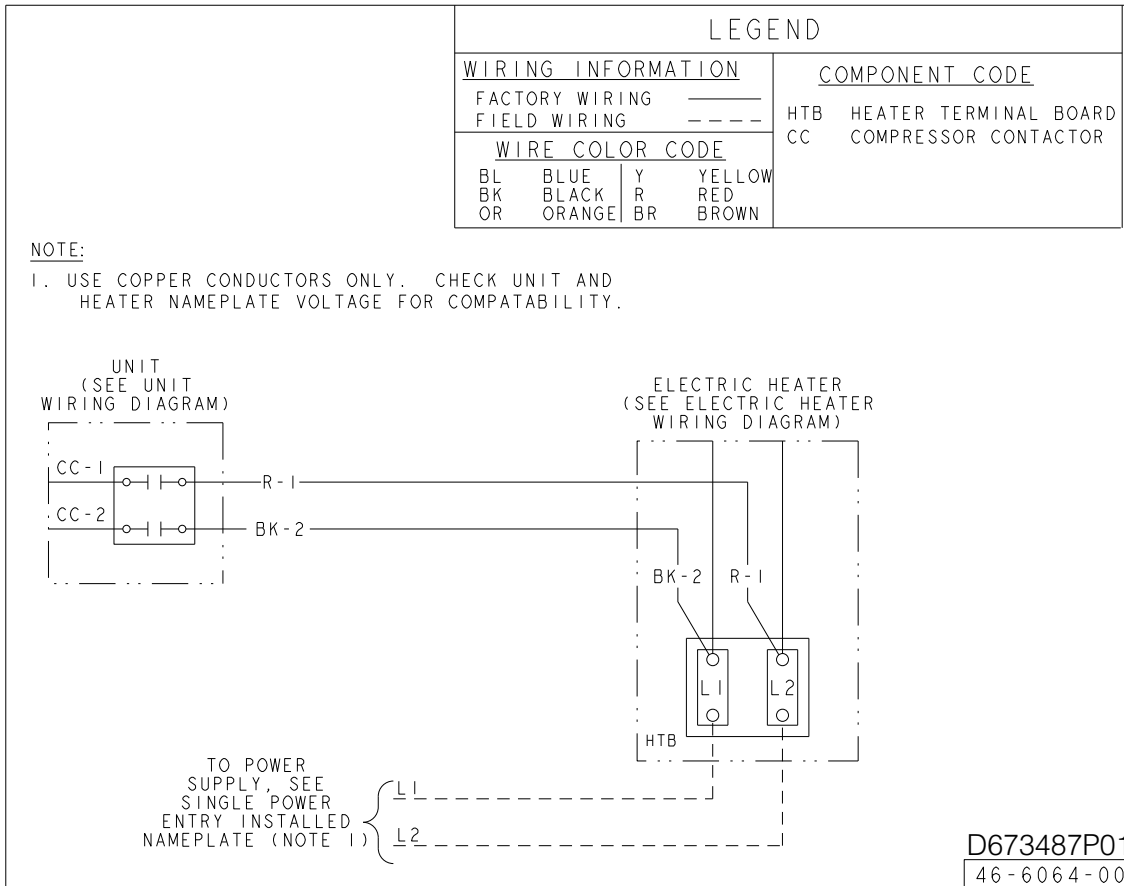 LEGEND
WIRING INFORMATION
FACTORY WIRING
FIELD WIRING
WIRE COLOR CODE
BL BLUE Y YELLOW
BK BLACK R RED
OR ORANGE BR BROWN
COMPONENT CODE
HTB HEATER TERMINAL BOARD
CC COMPRESSOR CONTACTOR
NOTE:
1. USE COPPER CONDUCTORS ONLY. CHECK UNIT AND
HEATER NAMEPLATE VOLTAGE FOR COMPATABILITY.
UNIT
(SEE UNIT
WIRING DIAGRAM)
CC-1
CC-2
R-1
BK-2
ELECTRIC HEATER
(SEE ELECTRIC HEATER
WIRING DIAGRAM)
BK-2
R-1
L1
L2
HTB
TO POWER
SUPPLY, SEE
SINGLE POWER
ENTRY INSTALLED
NAMEPLATE (NOTE 1)
L1
L2
D673487P01
46-6064-00